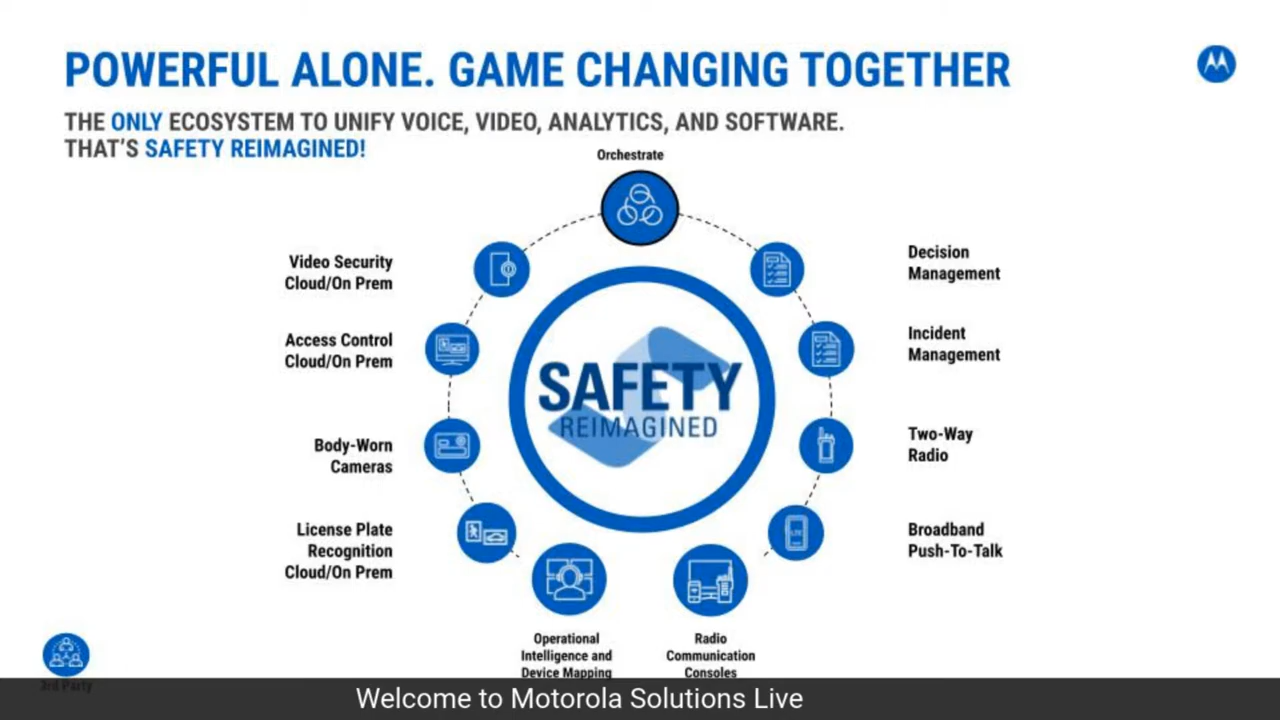 POWERFUL ALONE. GAME CHANGING TOGETHER
THE ONLY ECOSYSTEM TO UNIFY VOICE, VIDEO, ANALYTICS, AND SOFTWARE.
THAT'S SAFETY REIMAGINED!
Orchestrate
Video Security
Cloud/On Prem
Access Control
Cloud/On Prem
Body-Worn
Cameras
License Plate
Recognition
Cloud/On Prem
SAFETY
REIMAGINED
Decision
Management
Incident
Management
Two-Way
Radio
Broadband
Push-To-Talk
LTE
Operational
Intelligence and
Device Mapping
Radio
Communication
Consoles
3rd Party
Welcome to Motorola Solutions Live